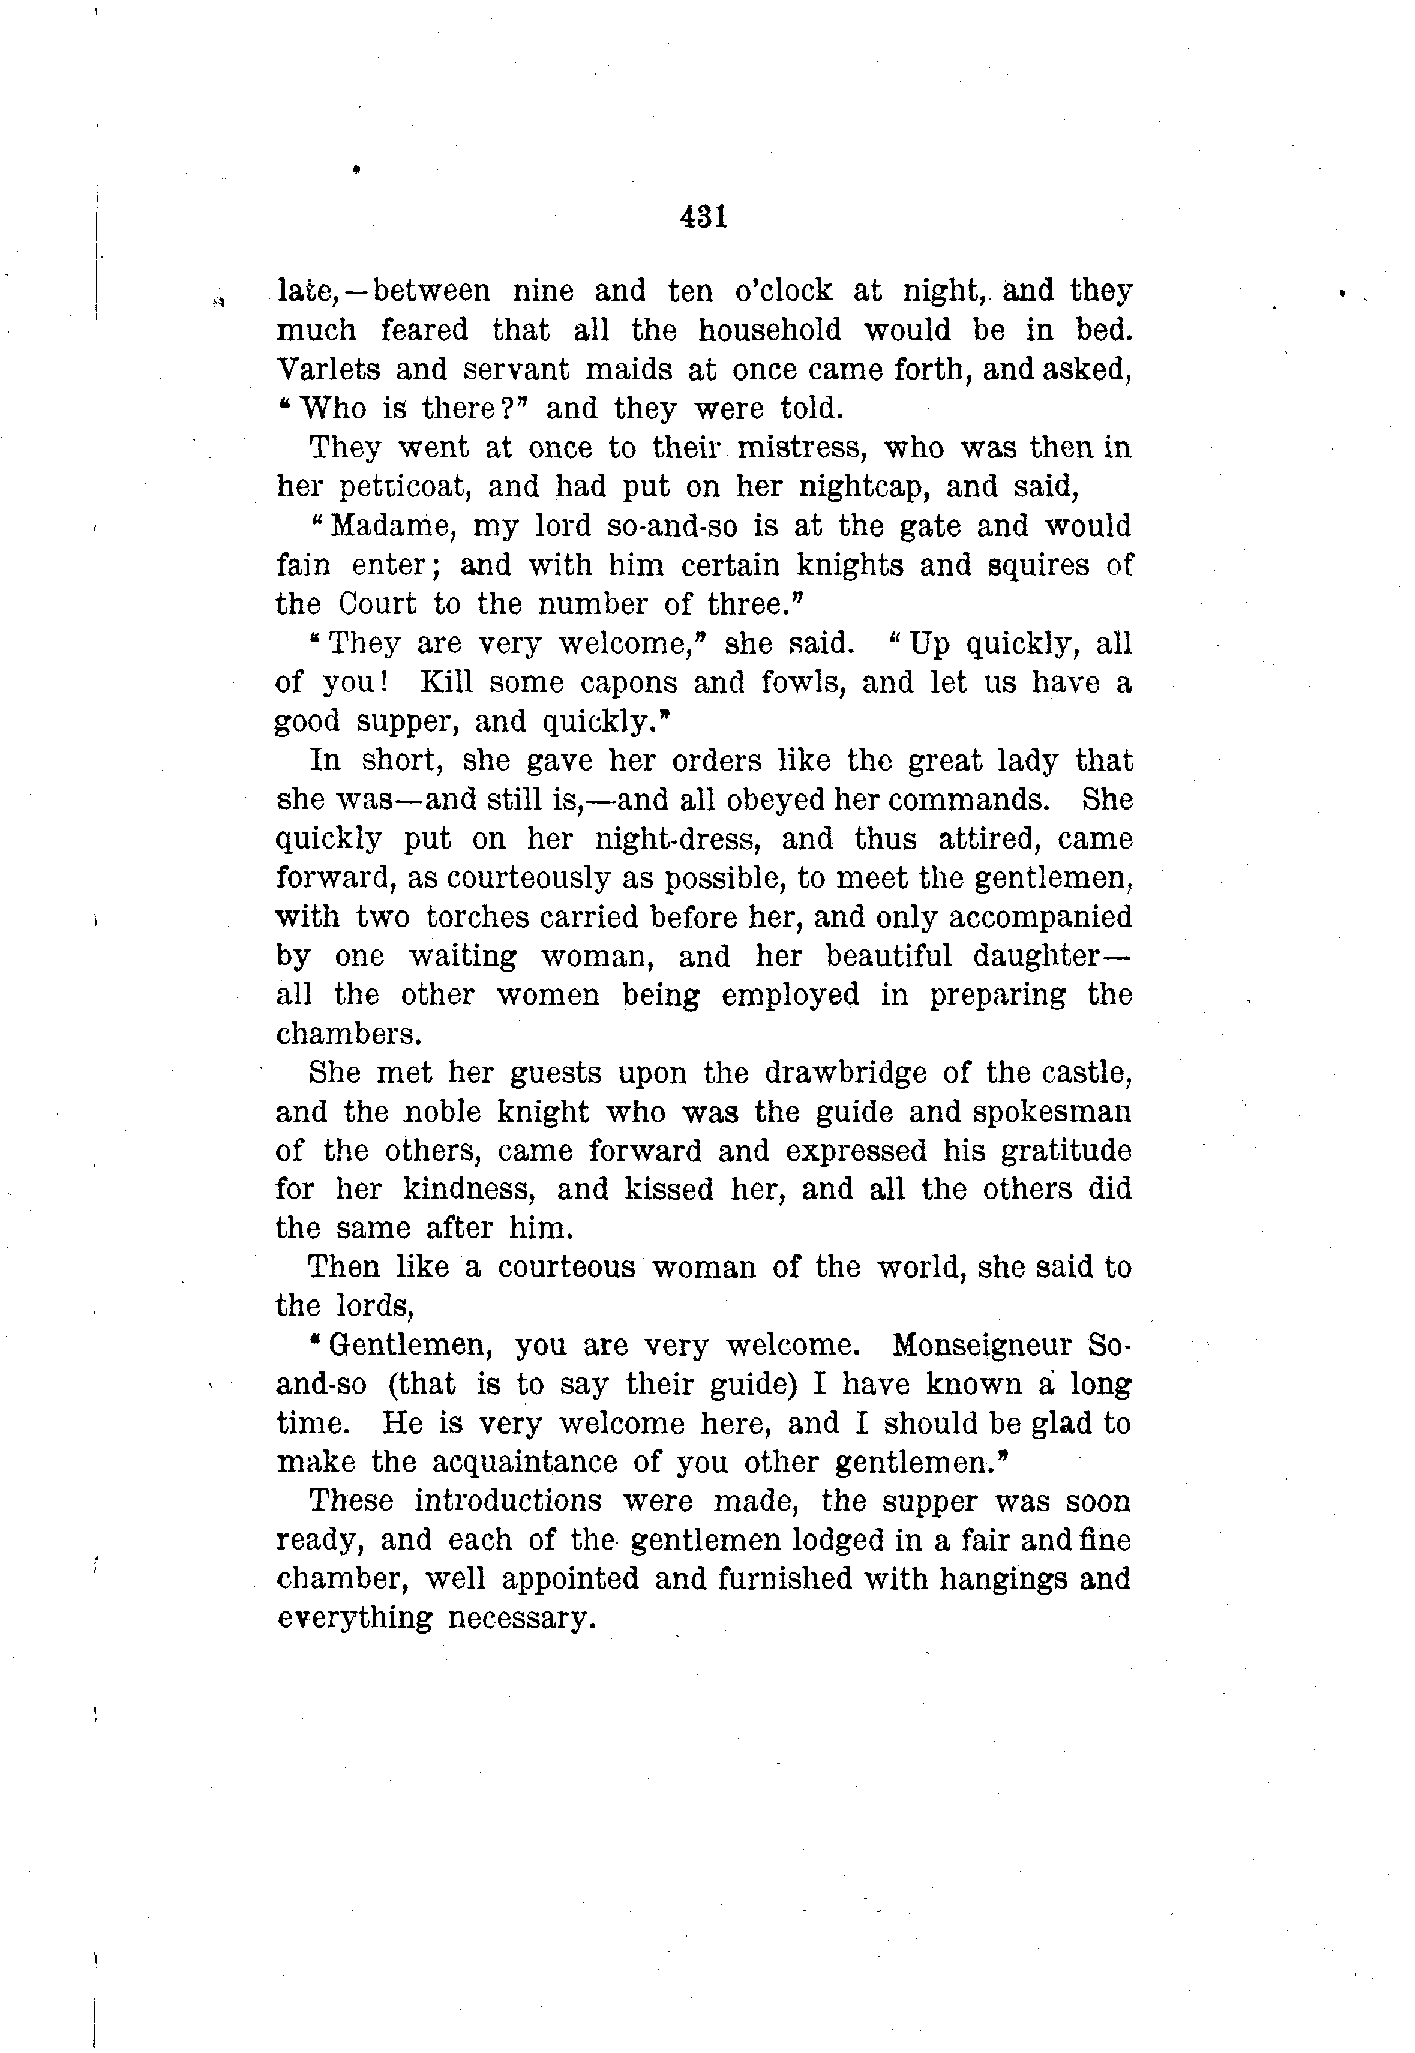 431
late,—between nine and ten o'clock at night, and they
much feared that all the household would be in bed.
Varlets and servant maids at once came forth, and asked,
"Who is there?" and they were told.
They went at once to their mistress, who was then in
her petticoat, and had put on her nightcap, and said,
"Madame, my lord so-and-so is at the gate and would
fain enter; and with him certain knights and squires of
the Court to the number of three."
"They are very welcome," she said. "Up quickly, all
of you! Kill some capons and fowls, and let us have a
good supper, and quickly."
In short, she gave her orders like the great lady that
she was—and still is,—and all obeyed her commands. She
quickly put on her night-dress, and thus attired, came
forward, as courteously as possible, to meet the gentlemen,
with two torches carried before her, and only accompanied
by one waiting woman, and her beautiful daughter—
all the other women being employed in preparing the
chambers.
She met her guests upon the drawbridge of the castle,
and the noble knight who was the guide and spokesman
of the others, came forward and expressed his gratitude
for her kindness, and kissed her, and all the others did
the same after him.
Then like a courteous woman of the world, she said to
the lords,
"Gentlemen, you are very welcome. Monseigneur So-
and-so (that is to say their guide) I have known a long
time. He is very welcome here, and I should be glad to
make the acquaintance of you other gentlemen."
These introductions were made, the supper was soon
ready, and each of the gentlemen lodged in a fair and fine
chamber, well appointed and furnished with hangings and
everything necessary.